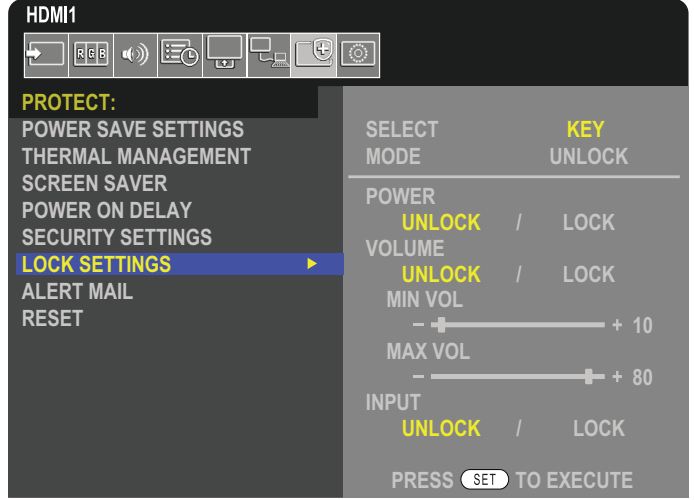 HDMI1
R G B
PROTECT:
POWER SAVE SETTINGS
THERMAL MANAGEMENT
SCREEN SAVER
POWER ON DELAY
SECURITY SETTINGS
LOCK SETTINGS
ALERT MAIL
RESET
SELECT KEY
MODE UNLOCK
POWER
UNLOCK / LOCK
VOLUME
UNLOCK / LOCK
MIN VOL
− + 10
MAX VOL
− + 80
INPUT
UNLOCK / LOCK
PRESS SET TO EXECUTE